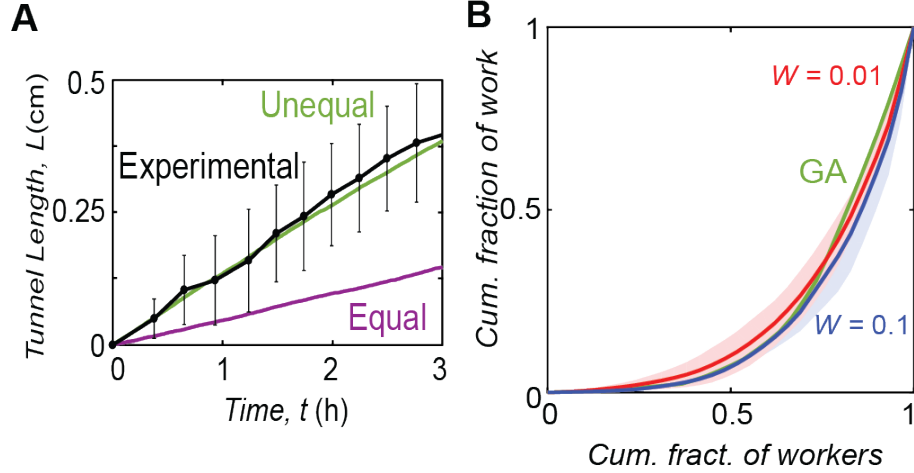 A
Tunnel Length, L(cm)
0.5
0.25
0
Unequal
Experimental
Equal
0
1
2
3
Time, t (h)
B
Cum. fraction of work
1
0.5
0
W = 0.01
GA
W = 0.1
0
0.5
1
Cum. fract. of workers